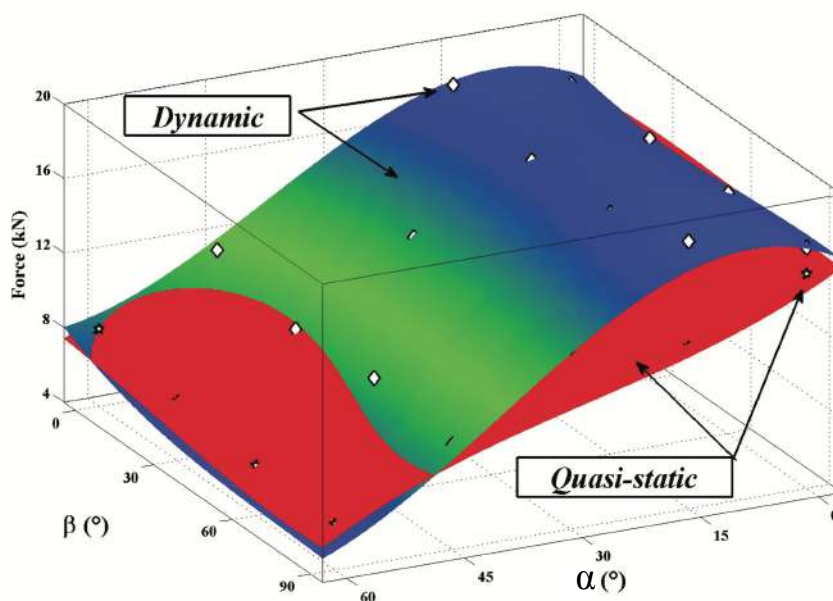 20
16
12
8
4
Force (kN)
Dynamic
Quasi-static
0
30
60
90
β (°)
60
45
30
15
0
α (°)